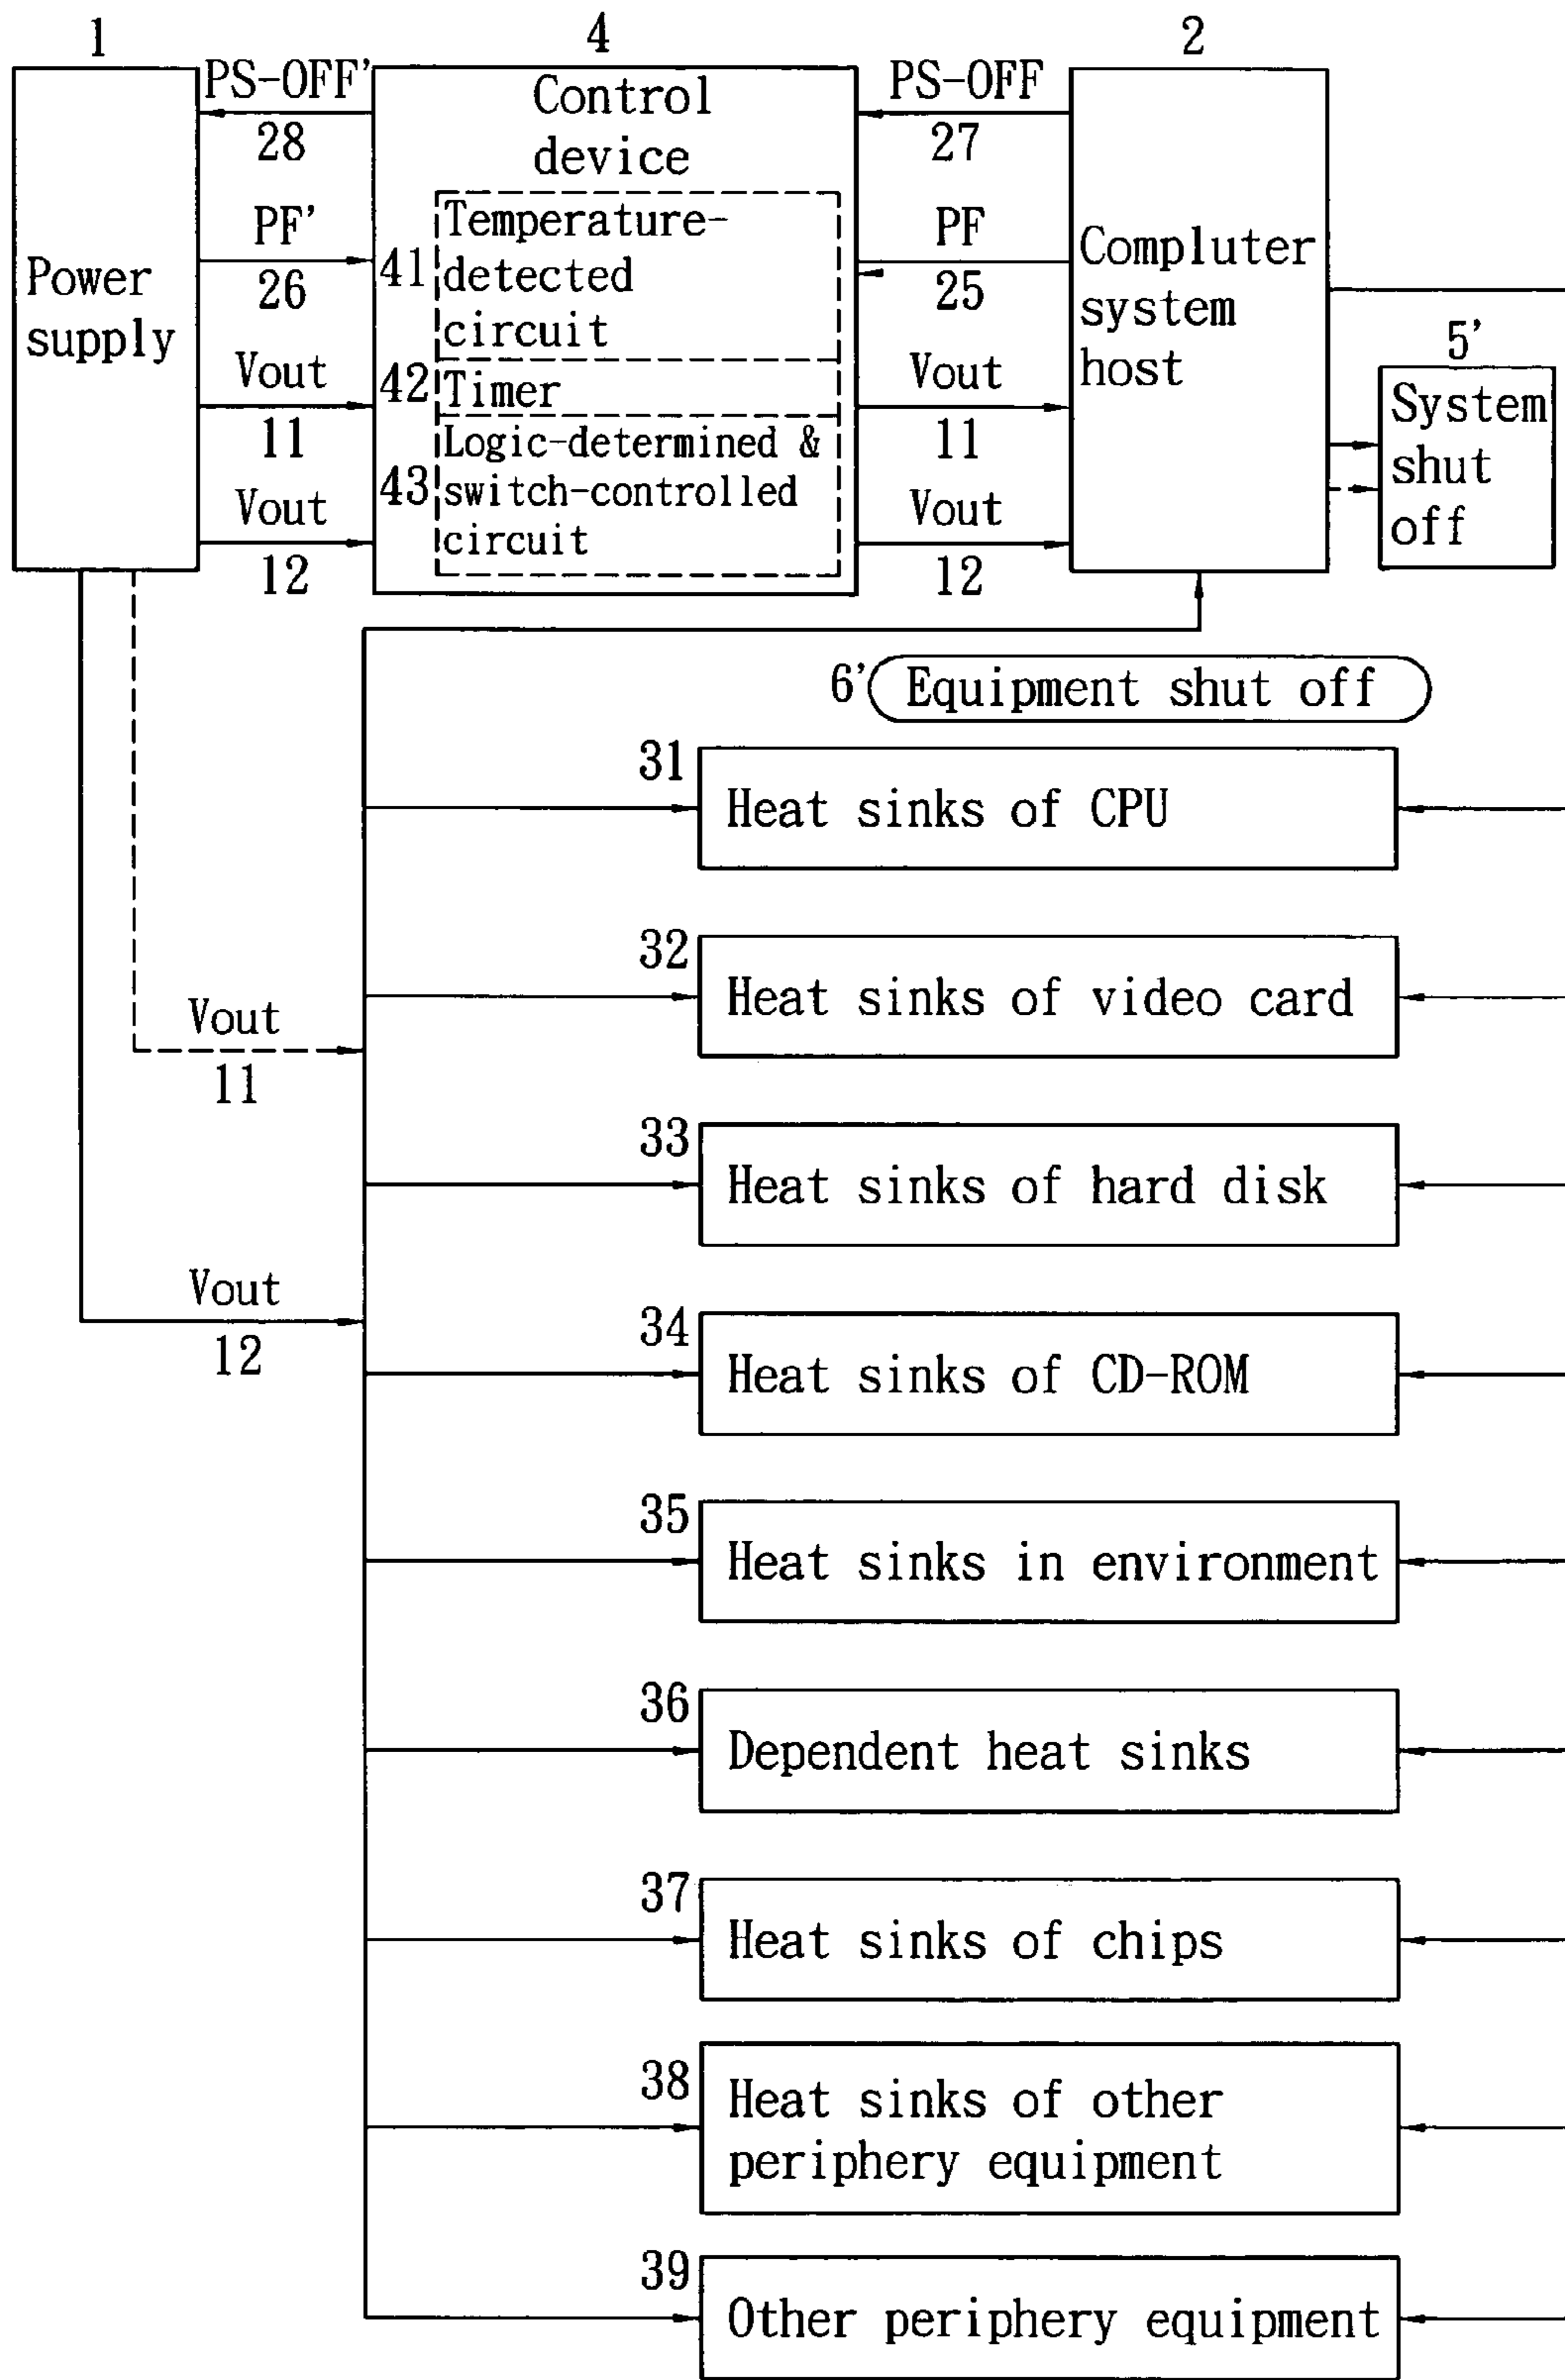 1
4
2
PS-OFF'
28
PF'
26
Vout
11
Vout
12
Power
supply
Control
device
41
Temperature-
detected
circuit
42
Timer
43
Logic-determined &
switch-controlled
circuit
PS-OFF
27
PF
25
Vout
11
Vout
12
Compluter
system
host
5'
System
shut
off
6'
Equipment shut off
31
Heat sinks of CPU
32
Heat sinks of video card
Vout
11
33
Heat sinks of hard disk
Vout
12
34
Heat sinks of CD-ROM
35
Heat sinks in environment
36
Dependent heat sinks
37
Heat sinks of chips
38
Heat sinks of other
periphery equipment
39
Other periphery equipment